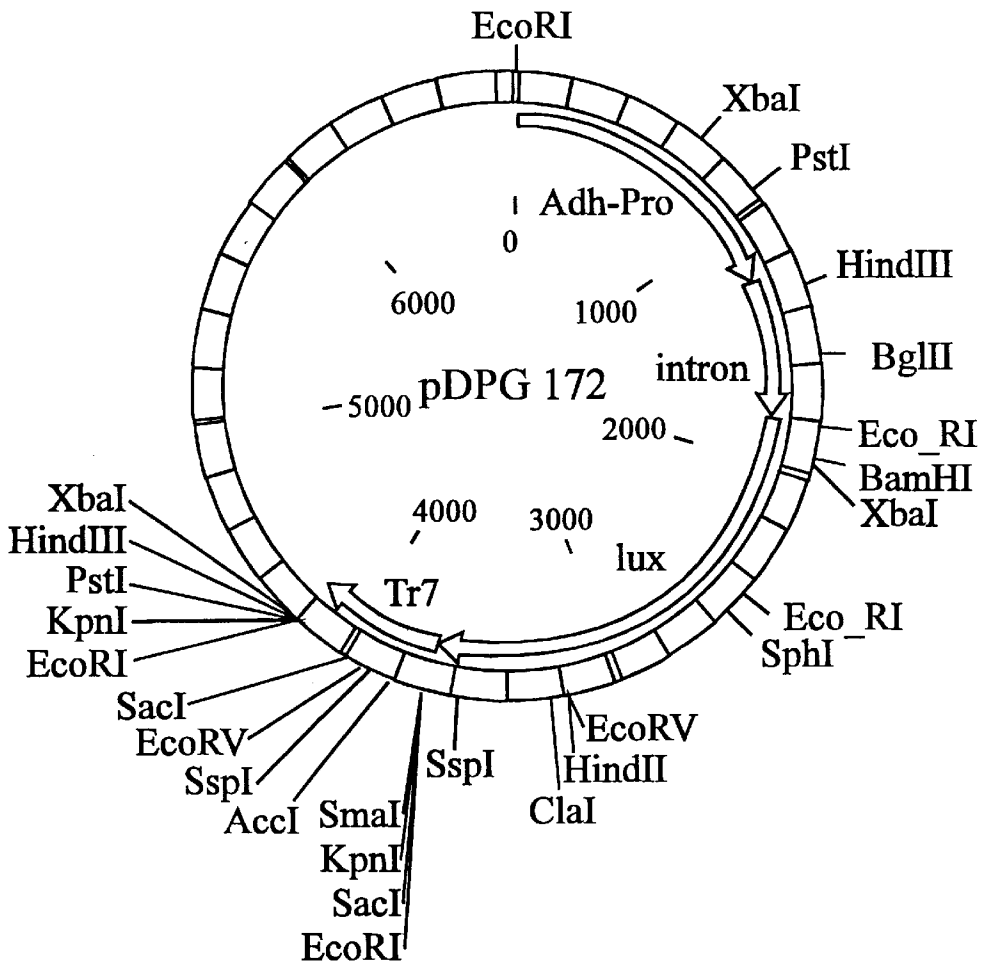 EcoRI
XbaI
PstI
Adh-Pro
0
HindIII
6000
1000
BglII
intron
pDPG 172
5000
2000
Eco_RI
BamHI
XbaI
XbaI
HindIII
PstI
KpnI
EcoRI
4000
3000
lux
Tr7
Eco_RI
SphI
SacI
EcoRV
SspI
AccI
SmaI
KpnI
SacI
EcoRI
SspI
EcoRV
HindII
ClaI